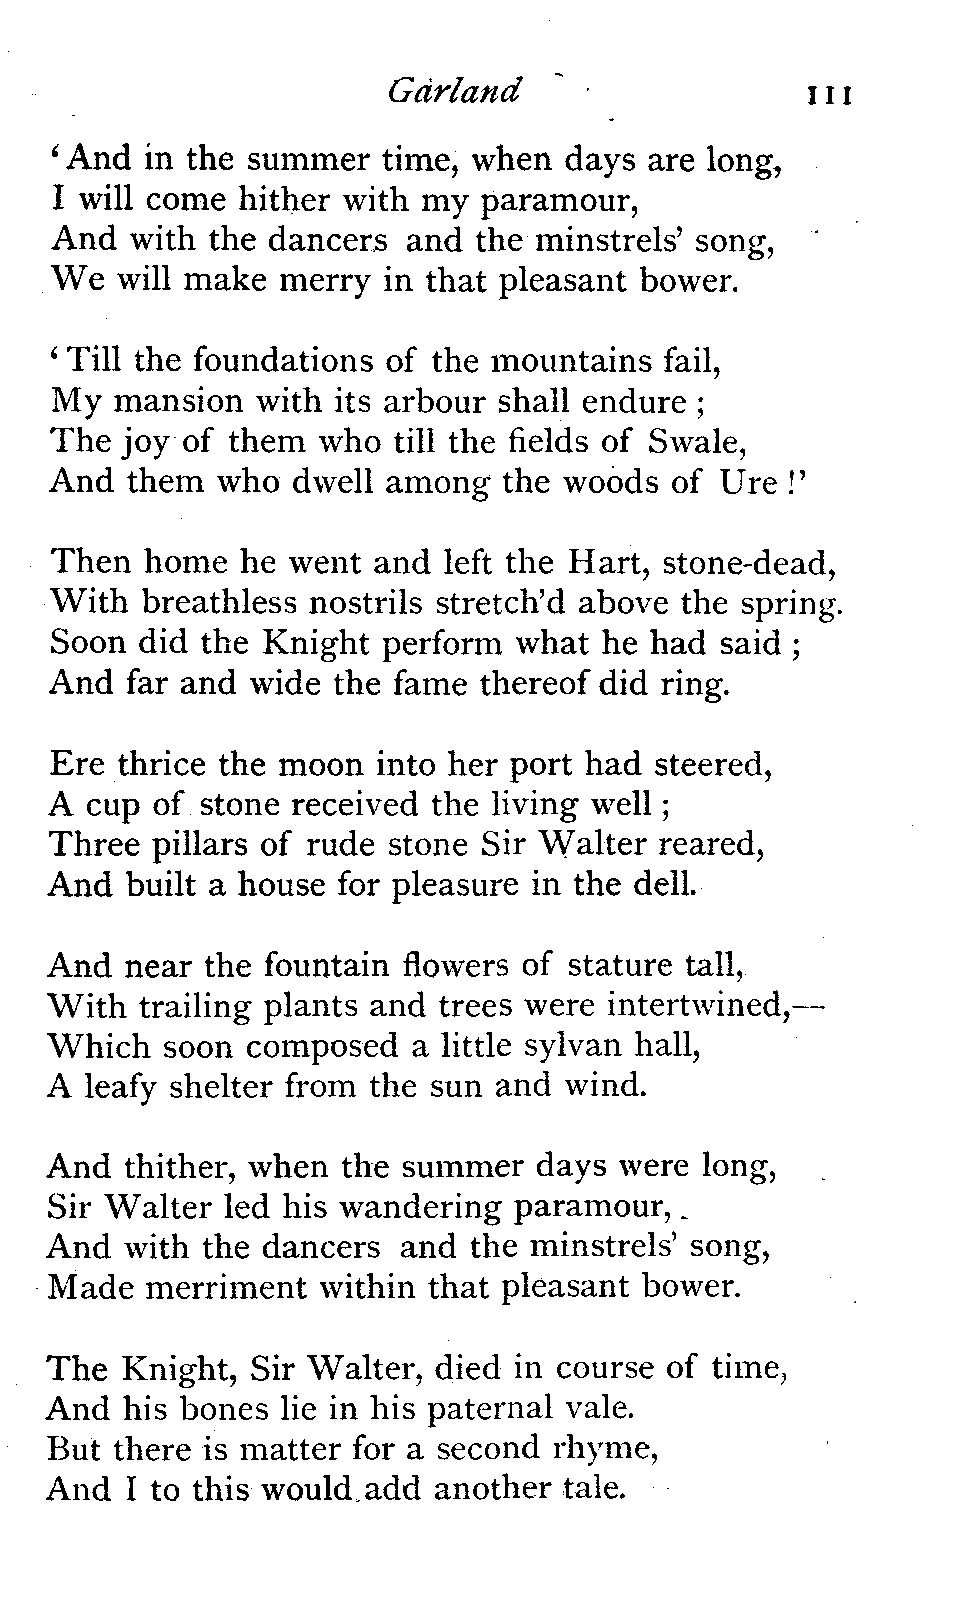 Garland 111
‘And in the summer time, when days are long,
I will come hither with my paramour,
And with the dancers and the minstrels’ song,
We will make merry in that pleasant bower.
‘Till the foundations of the mountains fail,
My mansion with its arbour shall endure ;
The joy of them who till the fields of Swale,
And them who dwell among the woods of Ure !’
Then home he went and left the Hart, stone-dead,
With breathless nostrils stretch’d above the spring.
Soon did the Knight perform what he had said ;
And far and wide the fame thereof did ring.
Ere thrice the moon into her port had steered,
A cup of stone received the living well ;
Three pillars of rude stone Sir Walter reared,
And built a house for pleasure in the dell.
And near the fountain flowers of stature tall,
With trailing plants and trees were intertwined,—
Which soon composed a little sylvan hall,
A leafy shelter from the sun and wind.
And thither, when the summer days were long,
Sir Walter led his wandering paramour,
And with the dancers and the minstrels’ song,
Made merriment within that pleasant bower.
The Knight, Sir Walter, died in course of time,
And his bones lie in his paternal vale.
But there is matter for a second rhyme,
And I to this would add another tale.